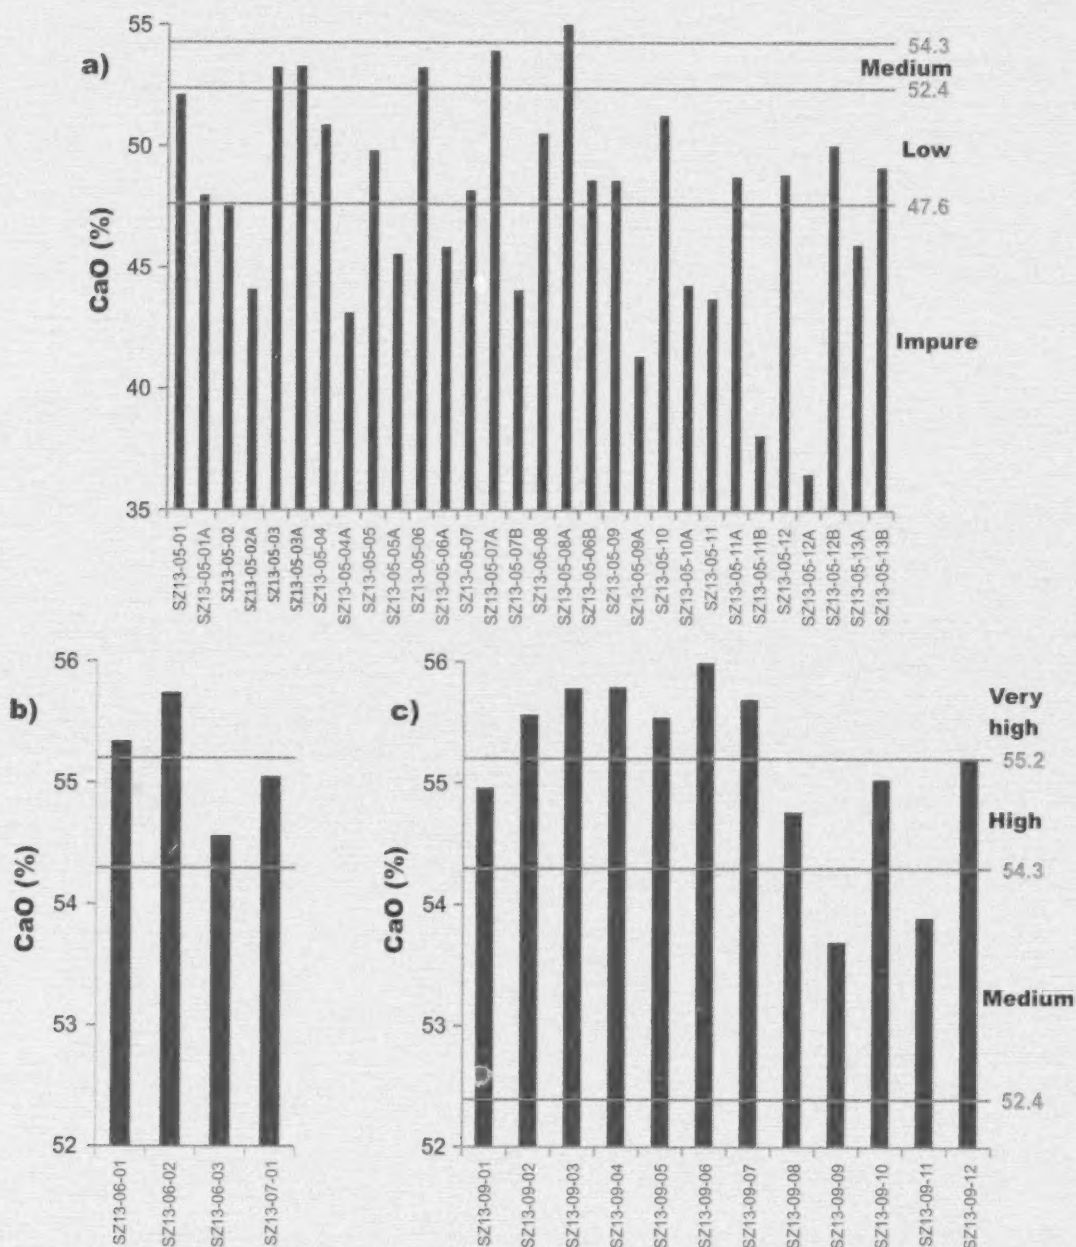 a)
CaO (%)
55
50
45
40
35
54.3
Medium
52.4
Low
47.6
Impure
SZ13-05-01
SZ13-05-01A
SZ13-05-02
SZ13-05-02A
SZ13-05-03
SZ13-05-03A
SZ13-05-04
SZ13-05-04A
SZ13-05-05
SZ13-05-05A
SZ13-05-06
SZ13-05-06A
SZ13-05-07
SZ13-05-07A
SZ13-05-07B
SZ13-05-08
SZ13-05-08A
SZ13-05-06B
SZ13-05-09
SZ13-05-09A
SZ13-05-10
SZ13-05-10A
SZ13-05-11
SZ13-05-11A
SZ13-05-11B
SZ13-05-12
SZ13-05-12A
SZ13-05-12B
SZ13-05-13A
SZ13-05-13B
b)
CaO (%)
56
55
54
53
52
SZ13-06-01
SZ13-06-02
SZ13-06-03
SZ13-07-01
c)
CaO (%)
56
55
54
53
52
Very
high
55.2
High
54.3
Medium
52.4
SZ13-09-01
SZ13-09-02
SZ13-09-03
SZ13-09-04
SZ13-09-05
SZ13-09-06
SZ13-09-07
SZ13-09-08
SZ13-09-09
SZ13-09-10
SZ13-09-11
SZ13-09-12